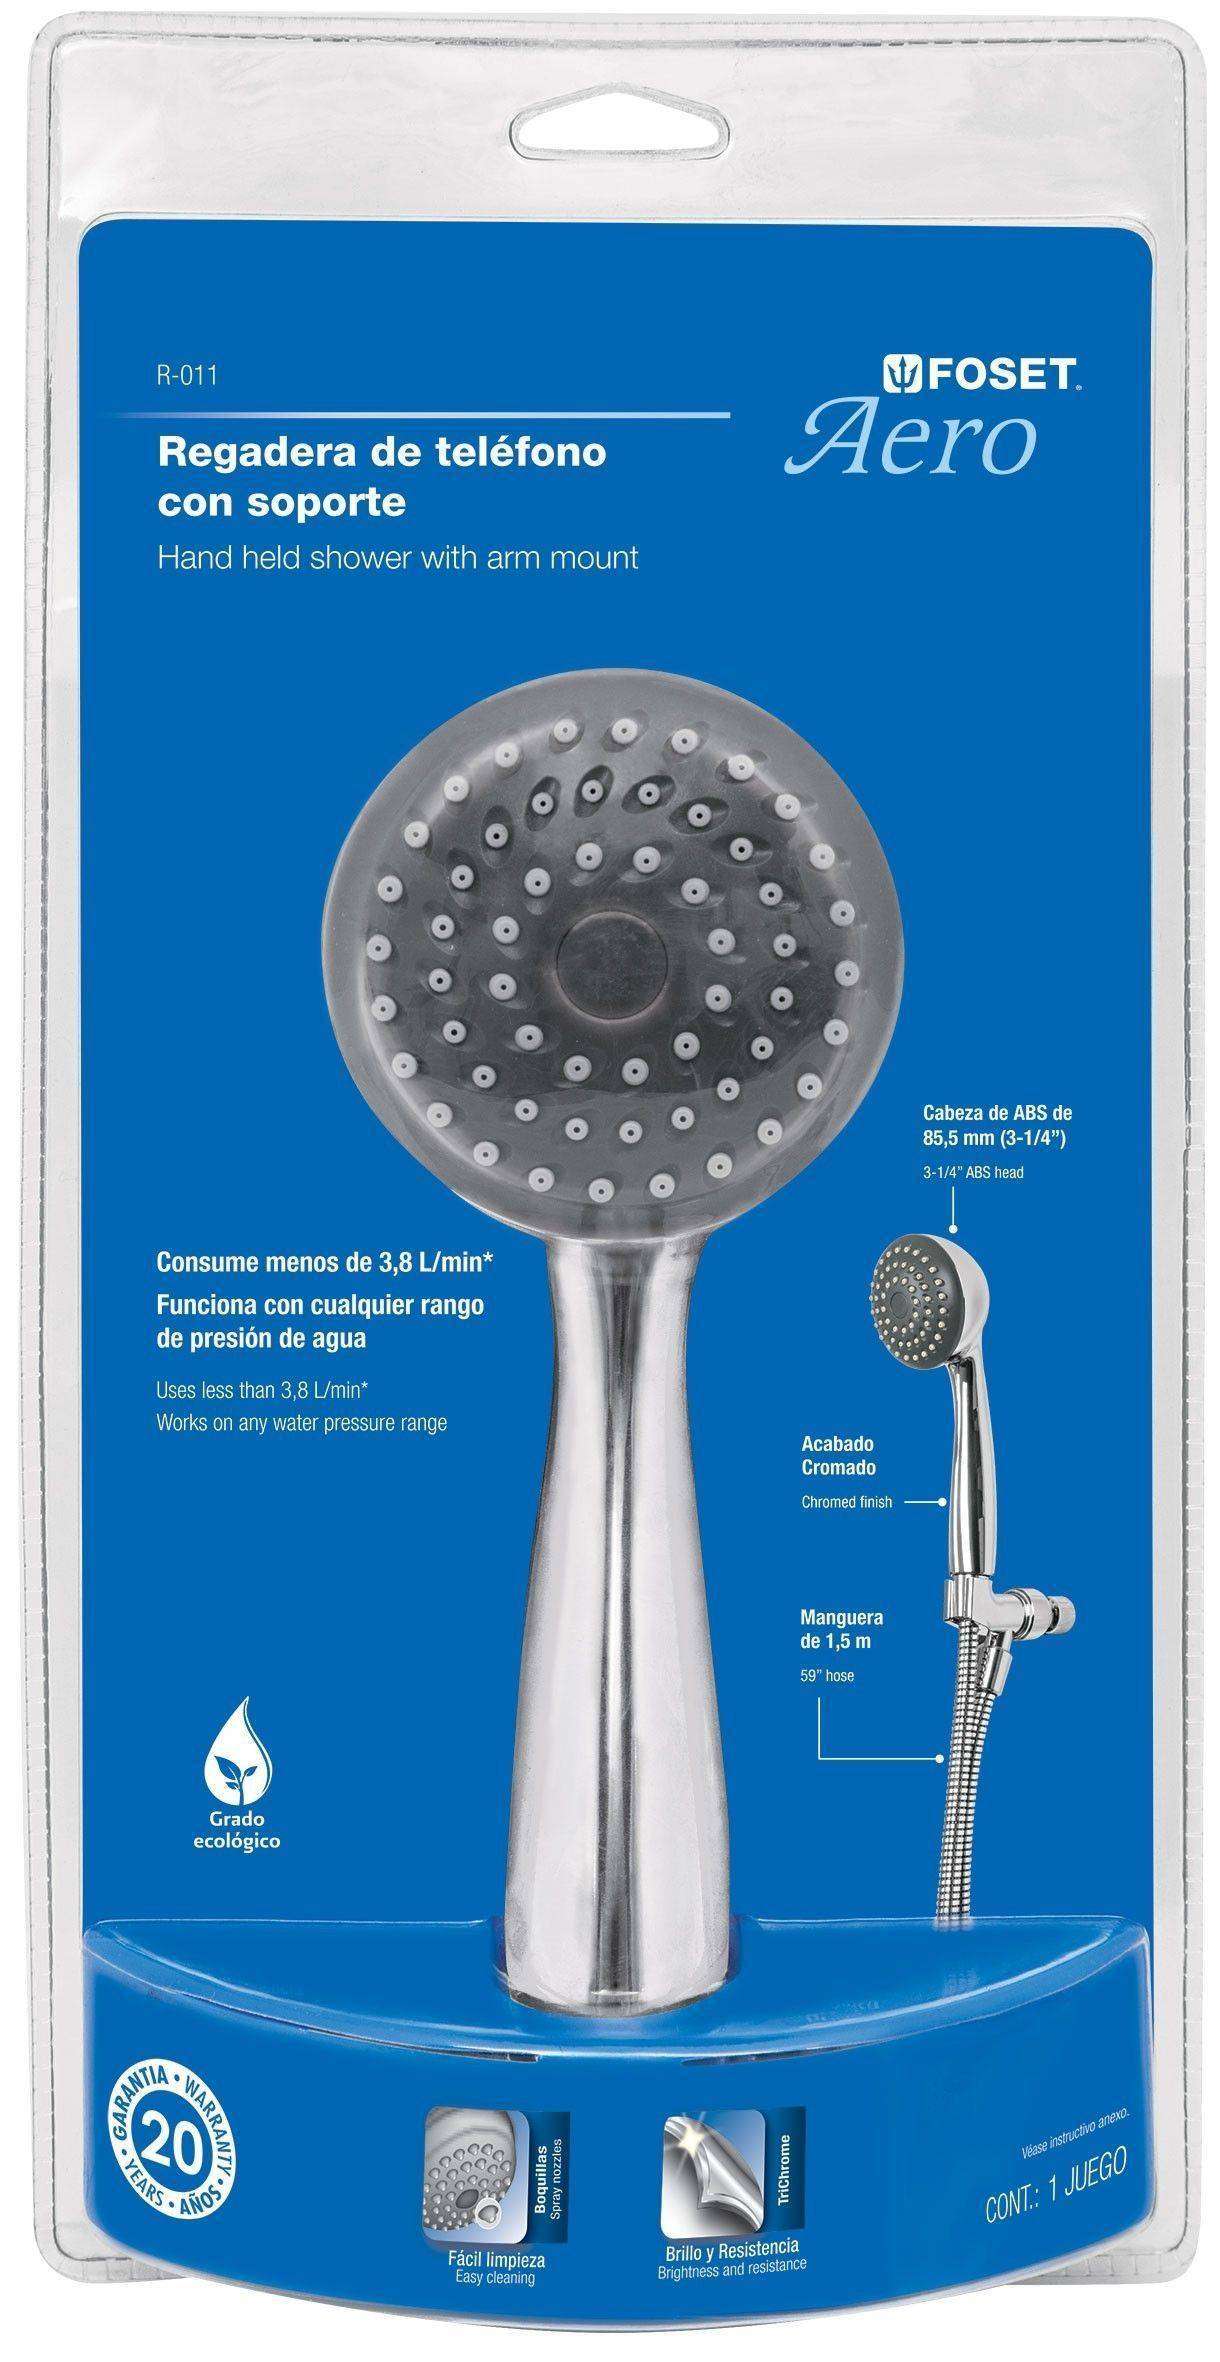 R-011
FOSET®
Aero
Regadera de teléfono
con soporte
Hand held shower with arm mount
Cabeza de ABS de
85,5 mm (3-1/4”)
3-1/4” ABS head
Consume menos de 3,8 L/min*
Funciona con cualquier rango
de presión de agua
Uses less than 3,8 L/min*
Works on any water pressure range
Acabado
Cromado
Chromed finish
Manguera
de 1,5 m
59” hose
Grado
ecológico
GARANTIA • WARRANTY • AÑOS • YEARS •
20
Boquillas
Spray nozzles
Fácil limpieza
Easy cleaning
TriChrome
Brillo y Resistencia
Brightness and resistance
Véase instructivo anexo.
CONT.: 1 JUEGO